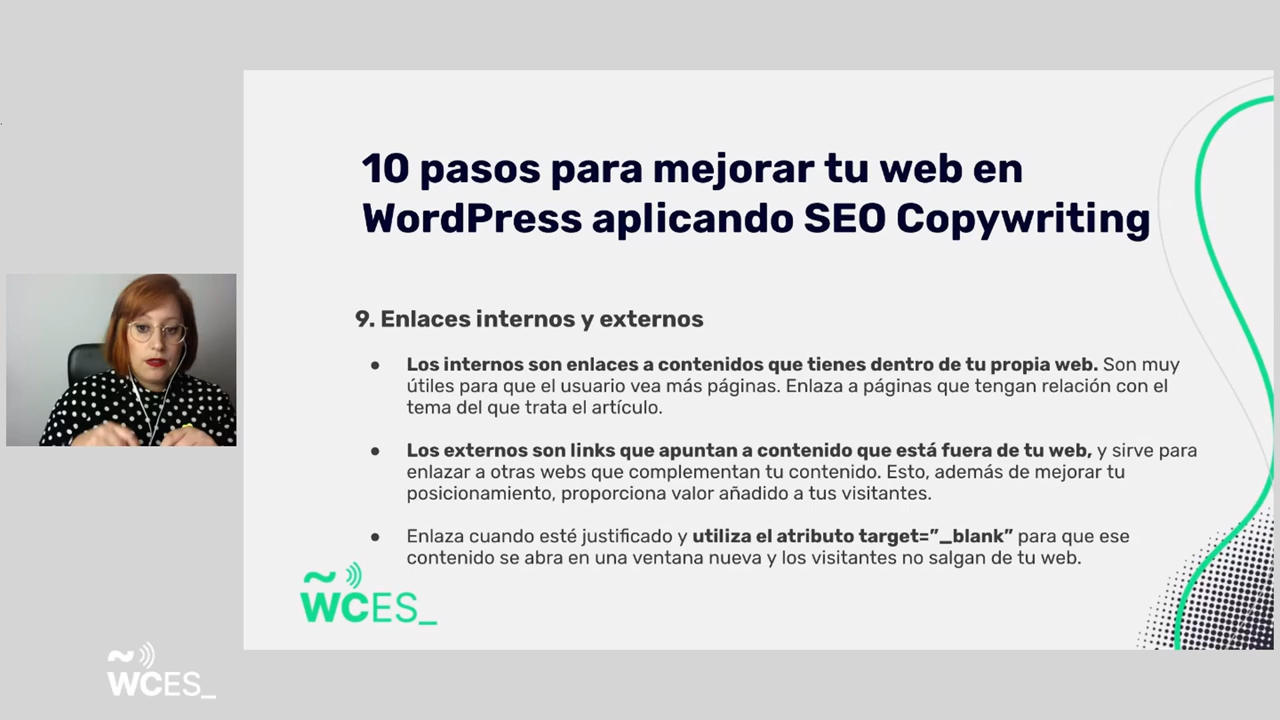 10 pasos para mejorar tu web en
WordPress aplicando SEO Copywriting
9. Enlaces internos y externos
● Los internos son enlaces a contenidos que tienes dentro de tu propia web. Son muy
útiles para que el usuario vea más páginas. Enlaza a páginas que tengan relación con el
tema del que trata el artículo.
● Los externos son links que apuntan a contenido que está fuera de tu web, y sirve para
enlazar a otras webs que complementan tu contenido. Esto, además de mejorar tu
posicionamiento, proporciona valor añadido a tus visitantes.
● Enlaza cuando esté justificado y utiliza el atributo target=”_blank” para que ese
contenido se abra en una ventana nueva y los visitantes no salgan de tu web.
WCES_
WCES_